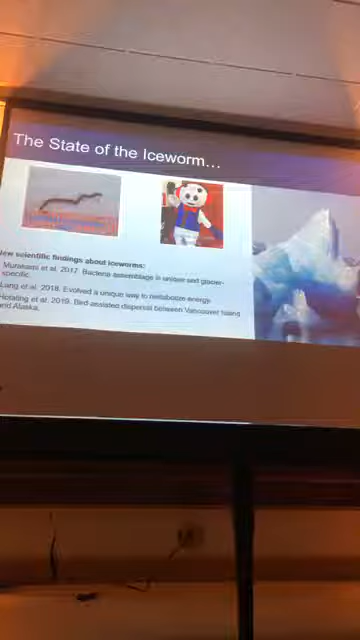 The State of the Iceworm…
New scientific findings about iceworms:
Murakami et al. 2017. Bacteria assemblage is unique and glacier-
specific.
Lang et al. 2018. Evolved a unique way to metabolize energy.
Hotaling et al. 2019. Bird-assisted dispersal between Vancouver Island
and Alaska.